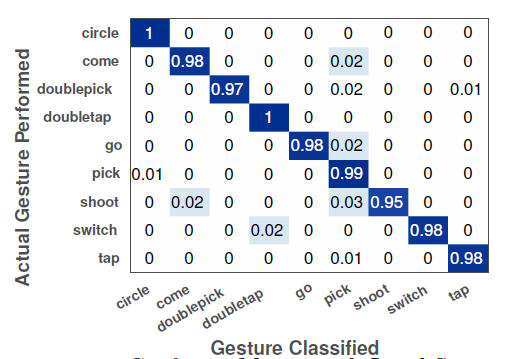 Actual Gesture Performed
circle 1 0 0 0 0 0 0 0 0
come 0 0.98 0 0 0 0.02 0 0 0
doublepick 0 0 0.97 0 0 0.02 0 0 0.01
doubletap 0 0 0 1 0 0 0 0 0
go 0 0 0 0 0.98 0.02 0 0 0
pick 0.01 0 0 0 0 0.99 0 0 0
shoot 0 0.02 0 0 0 0.03 0.95 0 0
switch 0 0 0 0.02 0 0 0 0.98 0
tap 0 0 0 0 0 0.01 0 0 0.98
circle come doublepick doubletap go pick shoot switch tap
Gesture Classified